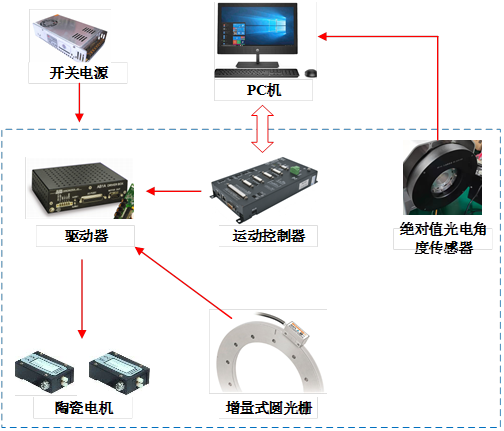 开关电源
PC机
驱动器
运动控制器
绝对值光电角
度传感器
陶瓷电机
增量式圆光栅